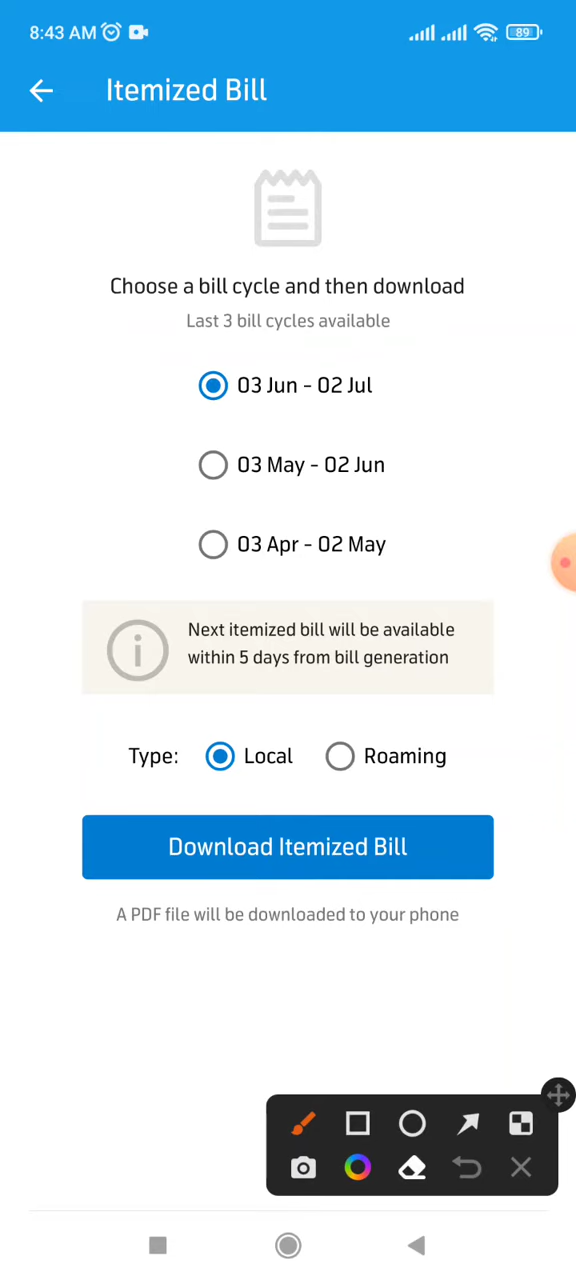 8:43 AM 89
Itemized Bill
Choose a bill cycle and then download
Last 3 bill cycles available
03 Jun - 02 Jul
03 May - 02 Jun
03 Apr - 02 May
Next itemized bill will be available
within 5 days from bill generation
Type: Local Roaming
Download Itemized Bill
A PDF file will be downloaded to your phone